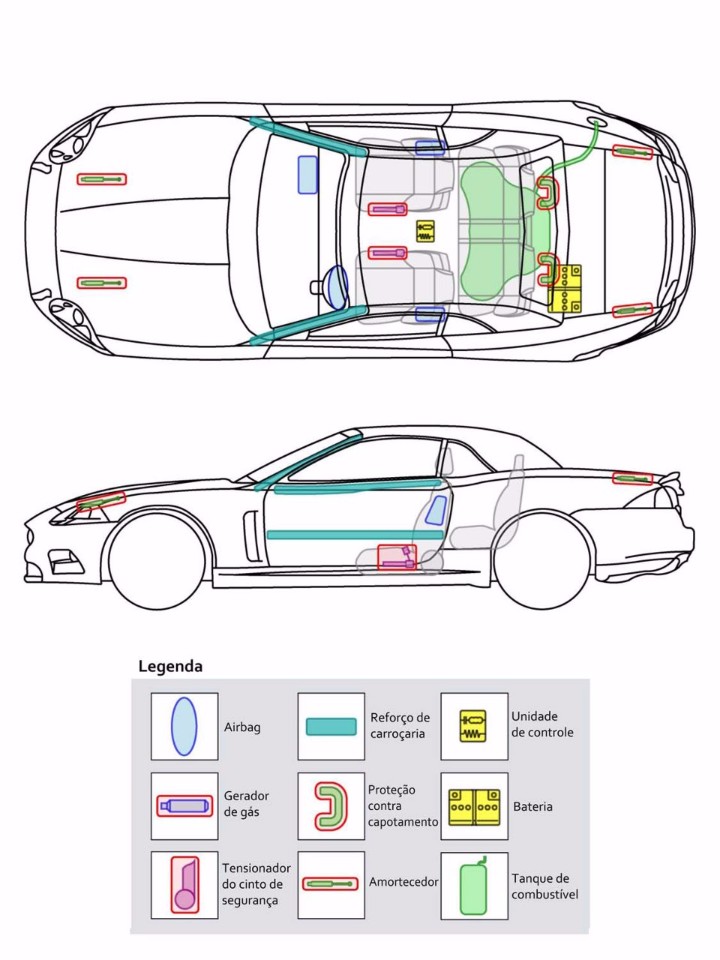 Legenda
Airbag
Reforço de
carroçaria
Unidade
de controle
Gerador
de gás
Proteção
contra
capotamento
Bateria
Tensionador
do cinto de
segurança
Amortecedor
Tanque de
combustível